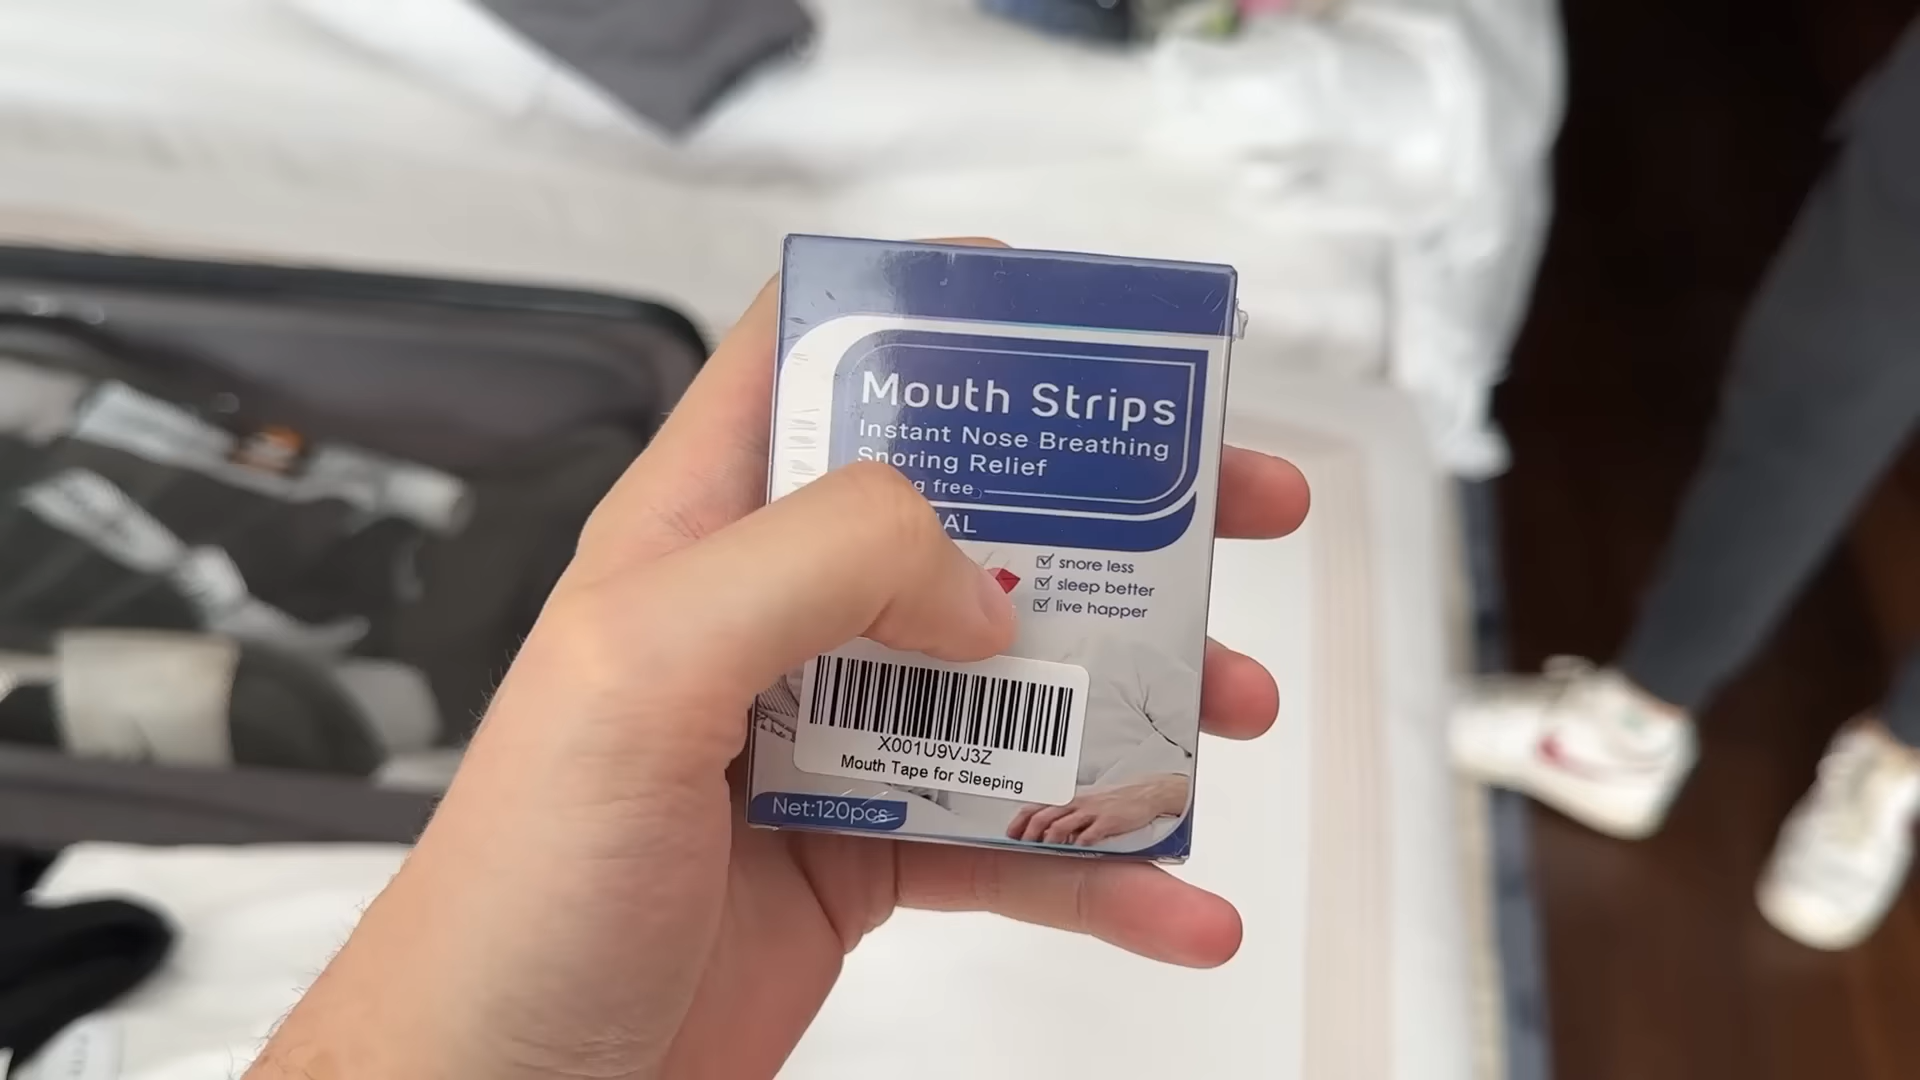 Mouth Strips
Instant Nose Breathing
Snoring Relief
free
snore less
sleep better
live happer
X001U9VJ3Z
Mouth Tape for Sleeping
Net:120pcs